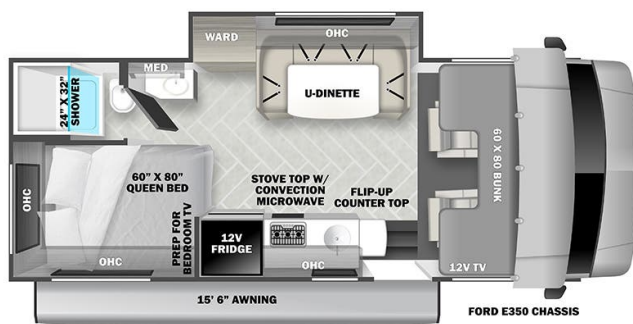 WARD
OHC
MED
24" X 32"
SHOWER
U-DINETTE
60 X 80 BUNK
60" X 80"
QUEEN BED
OHC
STOVE TOP W/
CONVECTION
MICROWAVE
FLIP-UP
COUNTER TOP
PREP FOR
BEDROOM TV
12V
FRIDGE
OHC
OHC
12V TV
15' 6" AWNING
FORD E350 CHASSIS